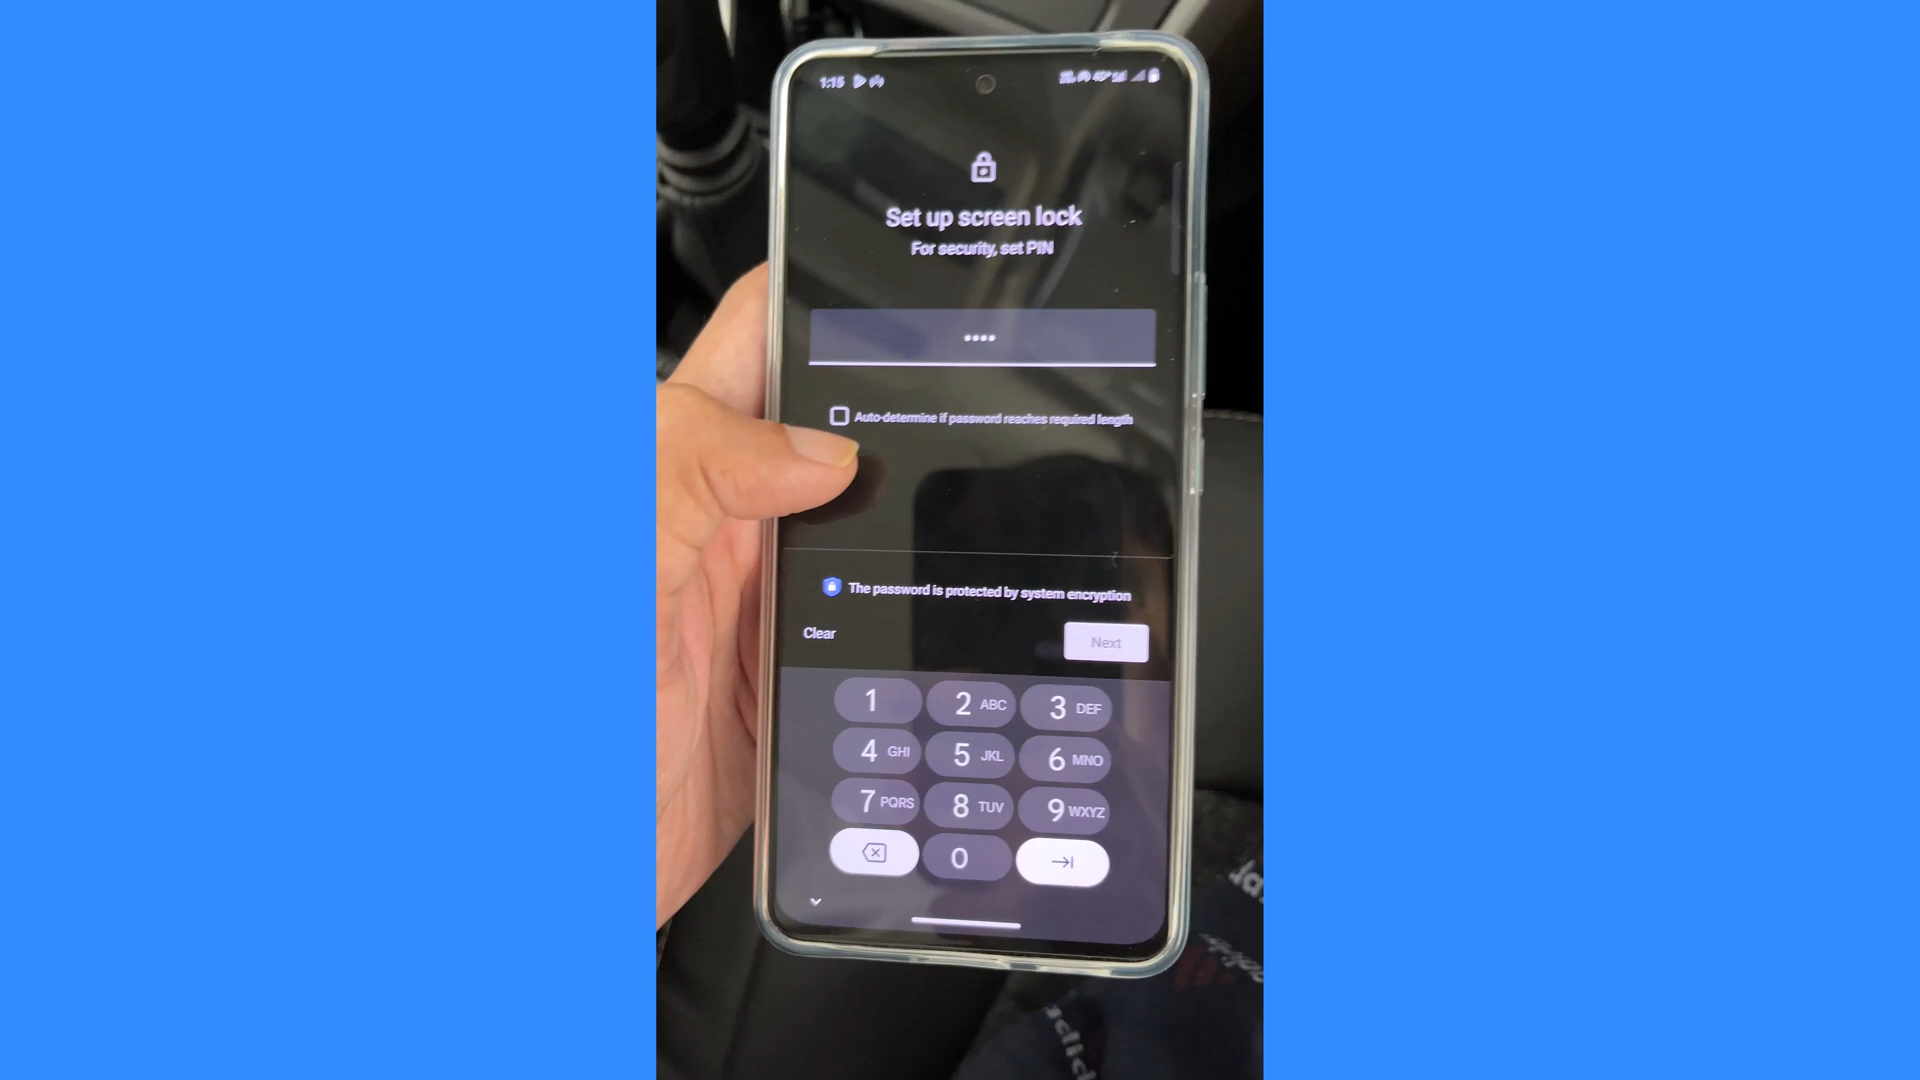 1:15
Set up screen lock
For security, set PIN
Auto-determine if password reaches required length
The password is protected by system encryption
Clear
Next
1
2 ABC
3 DEF
4 GHI
5 JKL
6 MNO
7 PQRS
8 TUV
9 WXYZ
0